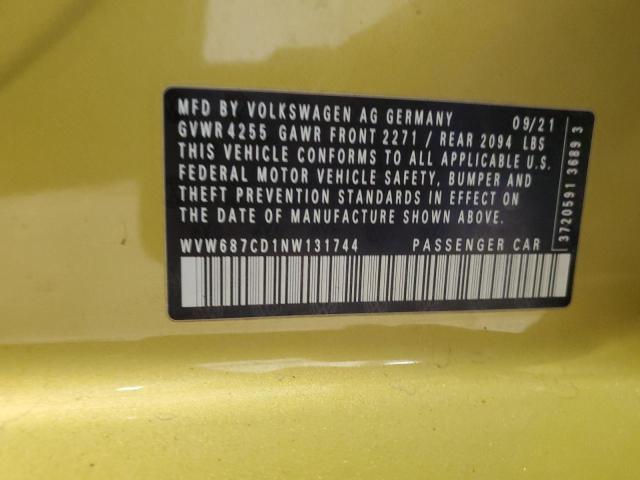 MFD BY VOLKSWAGEN AG GERMANY 09/21
GVWR 4255 GAWR FRONT 2271 / REAR 2094 LBS
THIS VEHICLE CONFORMS TO ALL APPLICABLE U.S.
FEDERAL MOTOR VEHICLE SAFETY, BUMPER AND
THEFT PREVENTION STANDARDS IN EFFECT ON
THE DATE OF MANUFACTURE SHOWN ABOVE.
WVW687CD1NW131744 PASSENGER CAR
3720591 3689 3